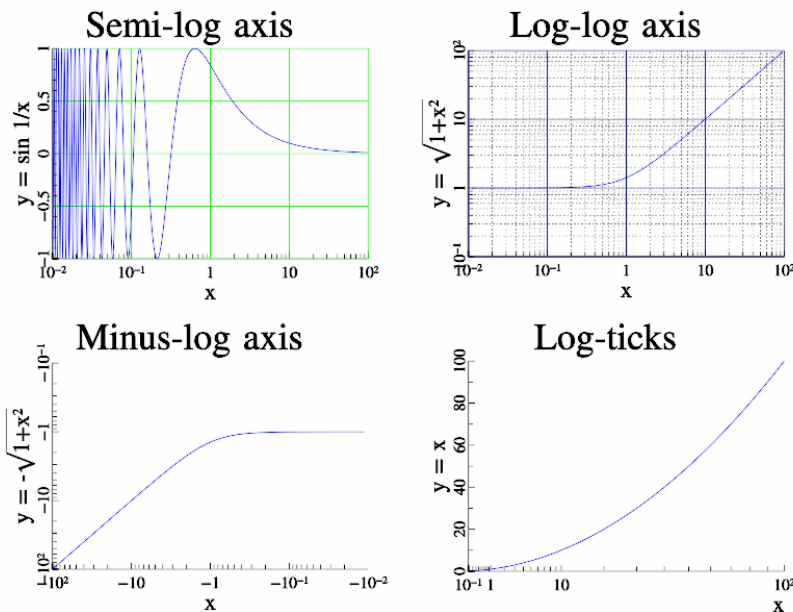 Semi-log axis
y = sin 1/x
1
0.5
0
-0.5
-1
10⁻² 10⁻¹ 1 10 10²
x
Log-log axis
y = √1+x²
10²
10
1
10⁻¹
10⁻² 10⁻¹ 1 10 10²
x
Minus-log axis
y = -√1+x²
-10⁻¹
-1
-10
-10²
-10² -10 -1 -10⁻¹ -10⁻²
x
Log-ticks
y = x
100
80
60
40
20
0
10⁻¹ 1 10 10²
x